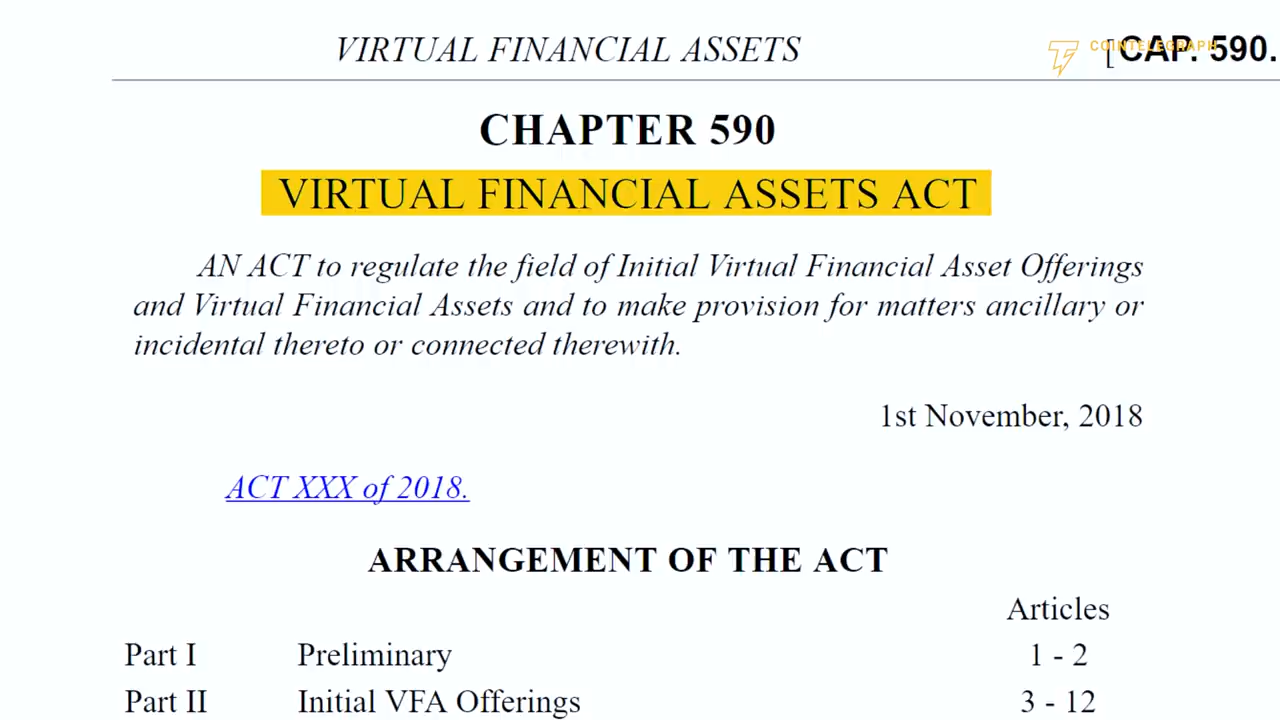 VIRTUAL FINANCIAL ASSETS
COINTELEGRAPH
[CAP. 590.
CHAPTER 590
VIRTUAL FINANCIAL ASSETS ACT
AN ACT to regulate the field of Initial Virtual Financial Asset Offerings
and Virtual Financial Assets and to make provision for matters ancillary or
incidental thereto or connected therewith.
1st November, 2018
ACT XXX of 2018.
ARRANGEMENT OF THE ACT
Articles
Part I Preliminary 1 - 2
Part II Initial VFA Offerings 3 - 12